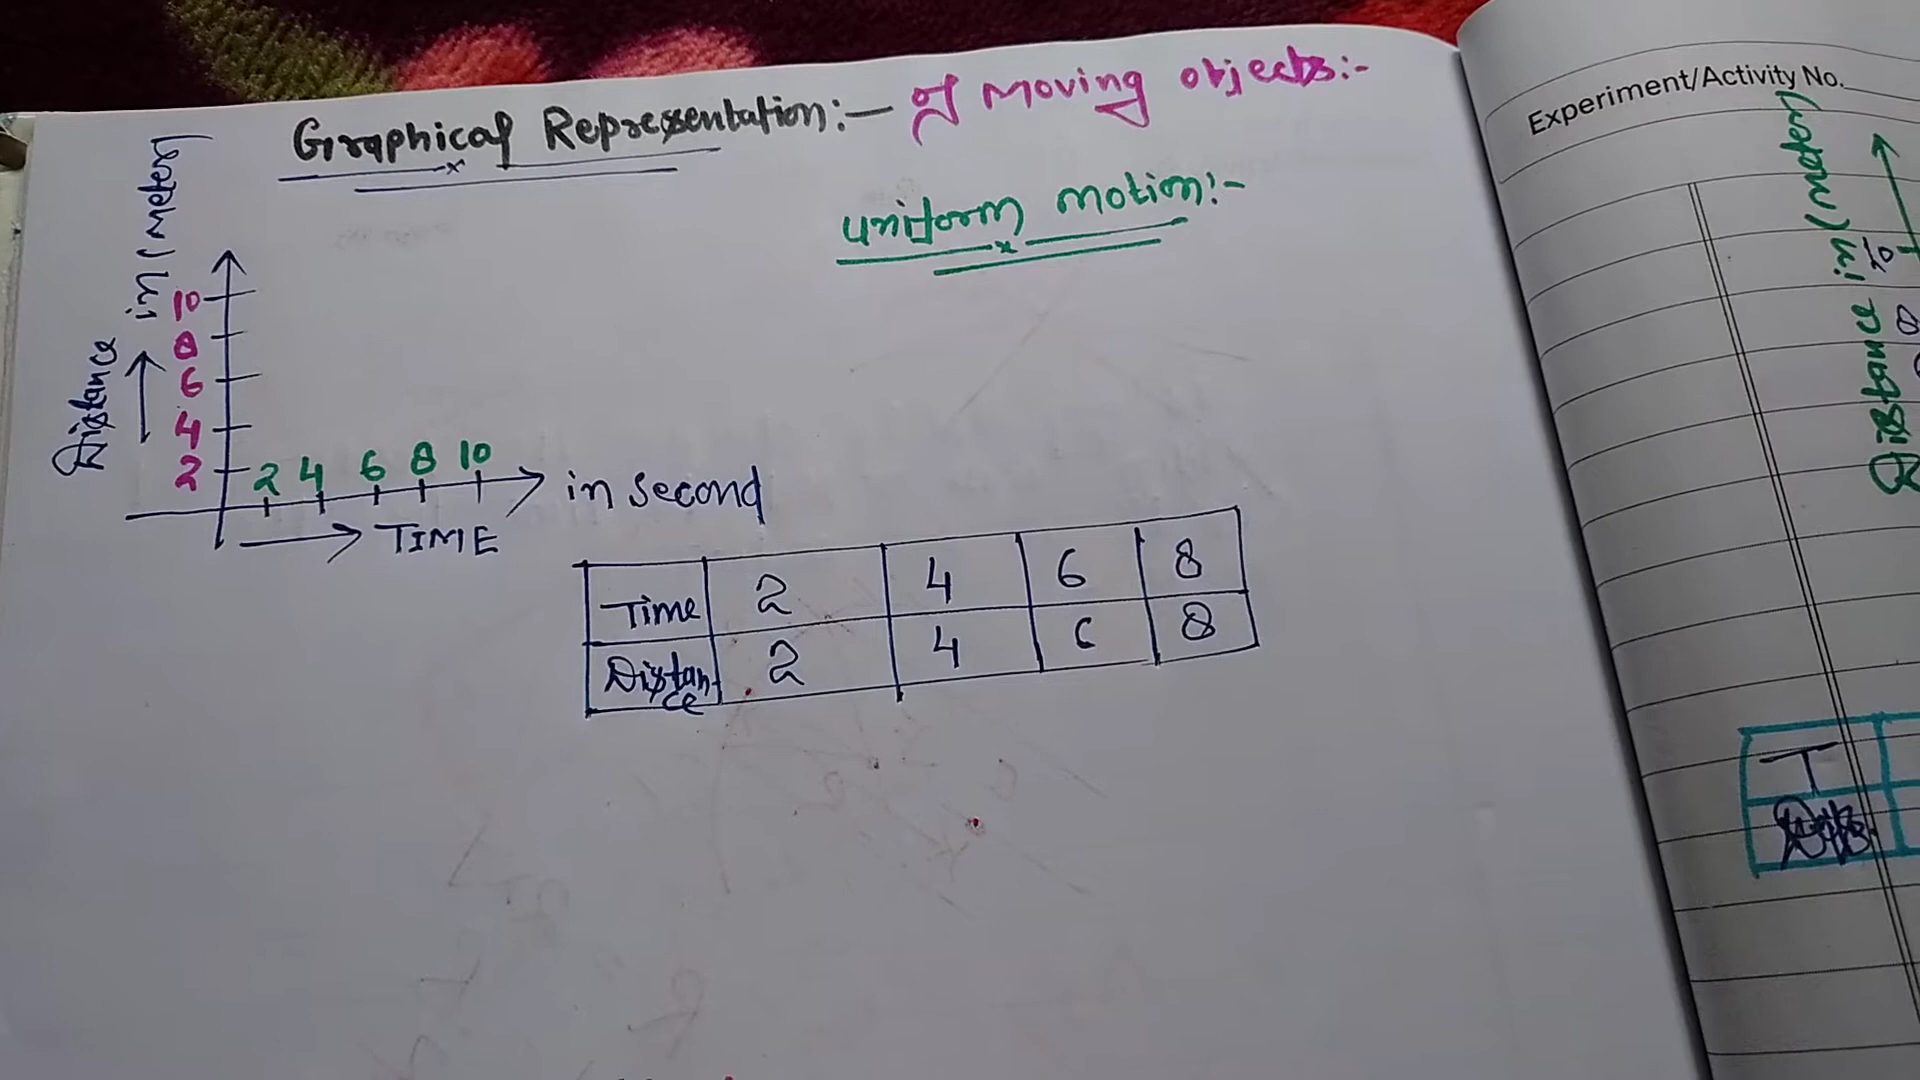 Graphical Representation:- of Moving objects:-
uniform motion:-
Distance
in meter
10
8
6
4
2
2 4 6 8 10
in second
TIME
Time 2 4 6 8
Distance 2 4 6 8
Experiment/Activity No.
Distance in
T